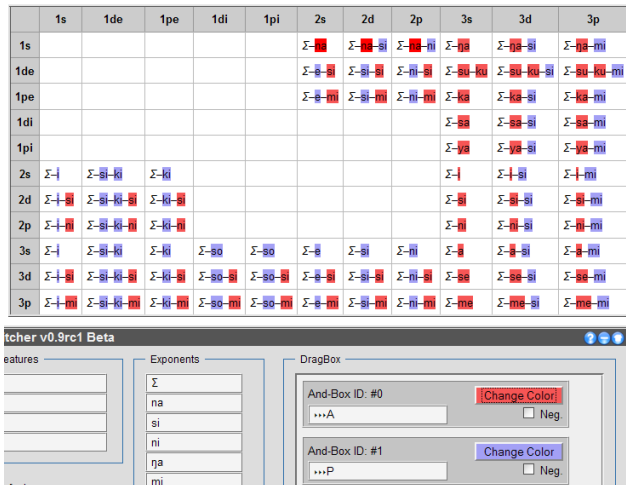 1s 1de 1pe 1di 1pi 2s 2d 2p 3s 3d 3p
1s Σ–na Σ–na–si Σ–na–ni Σ–ŋa Σ–ŋa–si Σ–ŋa–mi
1de Σ–e–si Σ–si–si Σ–ni–si Σ–su–ku Σ–su–ku–si Σ–su–ku–mi
1pe Σ–e–mi Σ–si–mi Σ–ni–mi Σ–ka Σ–ka–si Σ–ka–mi
1di Σ–sa Σ–sa–si Σ–sa–mi
1pi Σ–ya Σ–ya–si Σ–ya–mi
2s Σ–i Σ–si–ki Σ–ki Σ–i Σ–i–si Σ–i–mi
2d Σ–i–si Σ–si–ki–si Σ–ki–si Σ–si Σ–si–si Σ–si–mi
2p Σ–i–ni Σ–si–ki–ni Σ–ki–ni Σ–ni Σ–ni–si Σ–ni–mi
3s Σ–i Σ–si–ki Σ–ki Σ–so Σ–so Σ–e Σ–si Σ–ni Σ–a Σ–a–si Σ–a–mi
3d Σ–i–si Σ–si–ki–si Σ–ki–si Σ–so–si Σ–so–si Σ–e–si Σ–si–si Σ–ni–si Σ–se Σ–se–si Σ–se–mi
3p Σ–i–mi Σ–si–ki–mi Σ–ki–mi Σ–so–mi Σ–so–mi Σ–e–mi Σ–si–mi Σ–ni–mi Σ–me Σ–me–si Σ–me–mi
tcher v0.9rc1 Beta
eatures Exponents DragBox
Σ
na
si
ni
ŋa
mi
And-Box ID: #0 Change Color
›››A Neg.
And-Box ID: #1 Change Color
›››P Neg.